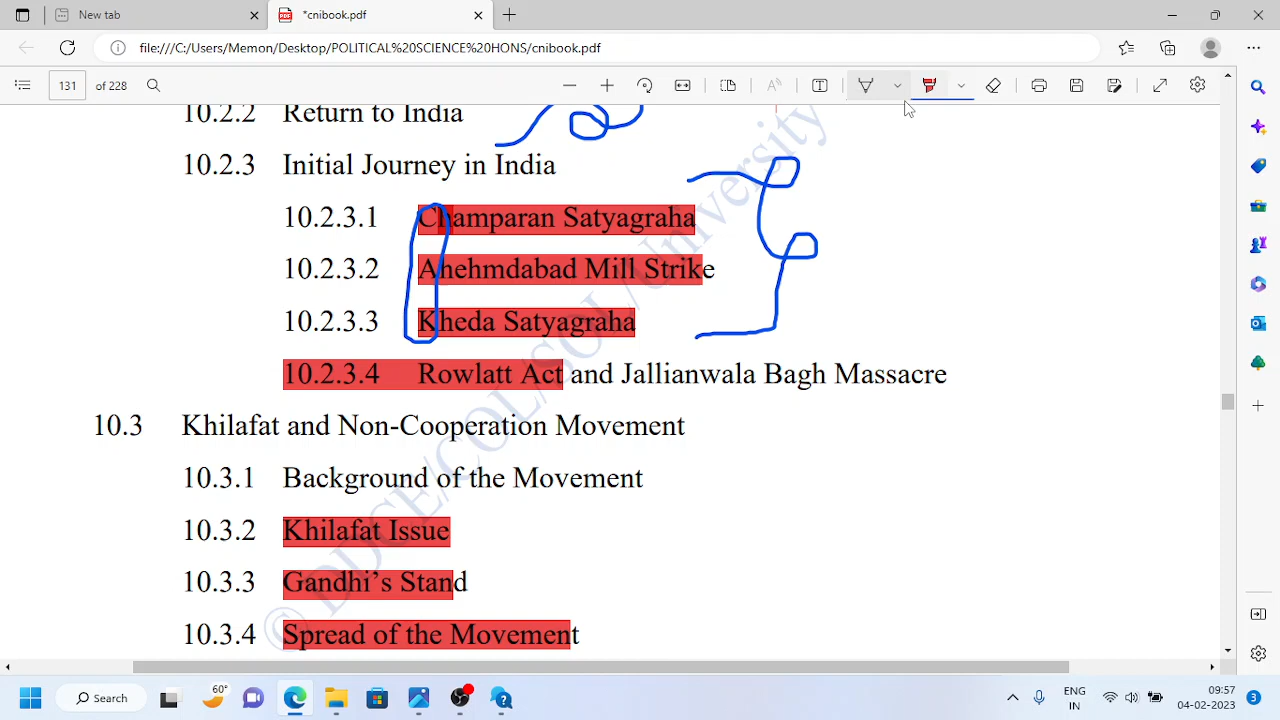 New tab
*cnibook.pdf
file:///C:/Users/Memon/Desktop/POLITICAL%20SCIENCE%20HONS/cnibook.pdf
131 of 228
10.2.2 Return to India
10.2.3 Initial Journey in India
10.2.3.1 Champaran Satyagraha
10.2.3.2 Ahehmdabad Mill Strike
10.2.3.3 Kheda Satyagraha
10.2.3.4 Rowlatt Act and Jallianwala Bagh Massacre
10.3 Khilafat and Non-Cooperation Movement
10.3.1 Background of the Movement
10.3.2 Khilafat Issue
10.3.3 Gandhi’s Stand
10.3.4 Spread of the Movement
© DDCE/COL/SOL/University
60°
Search
ENG
IN
09:57
04-02-2023
3